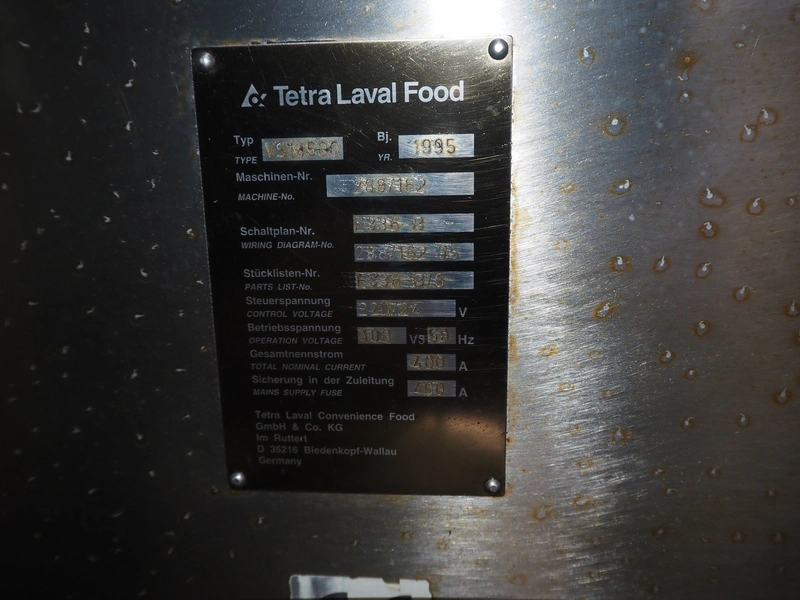 Tetra Laval Food
Typ Bj.
TYPE YR. 1995
Maschinen-Nr.
MACHINE-No.
Schaltplan-Nr.
WIRING DIAGRAM-No.
Stücklisten-Nr.
PARTS LIST-No.
Steuerspannung
CONTROL VOLTAGE V
Betriebsspannung
OPERATION VOLTAGE Hz
Gesamtnennstrom
TOTAL NOMINAL CURRENT 400 A
Sicherung in der Zuleitung
MAINS SUPPLY FUSE 400 A
Tetra Laval Convenience Food
GmbH & Co. KG
Im Ruttert
D 35216 Biedenkopf-Wallau
Germany